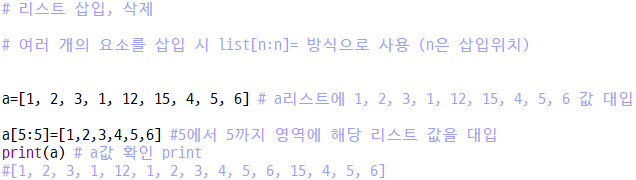 # 리스트 삽입, 삭제
# 여러 개의 요소를 삽입 시 list[n:n]= 방식으로 사용 (n은 삽입위치)
a=[1, 2, 3, 1, 12, 15, 4, 5, 6] # a리스트에 1, 2, 3, 1, 12, 15, 4, 5, 6 값 대입
a[5:5]=[1,2,3,4,5,6] #5에서 5까지 영역에 해당 리스트 값을 대입
print(a) # a값 확인 print
#[1, 2, 3, 1, 12, 1, 2, 3, 4, 5, 6, 15, 4, 5, 6]